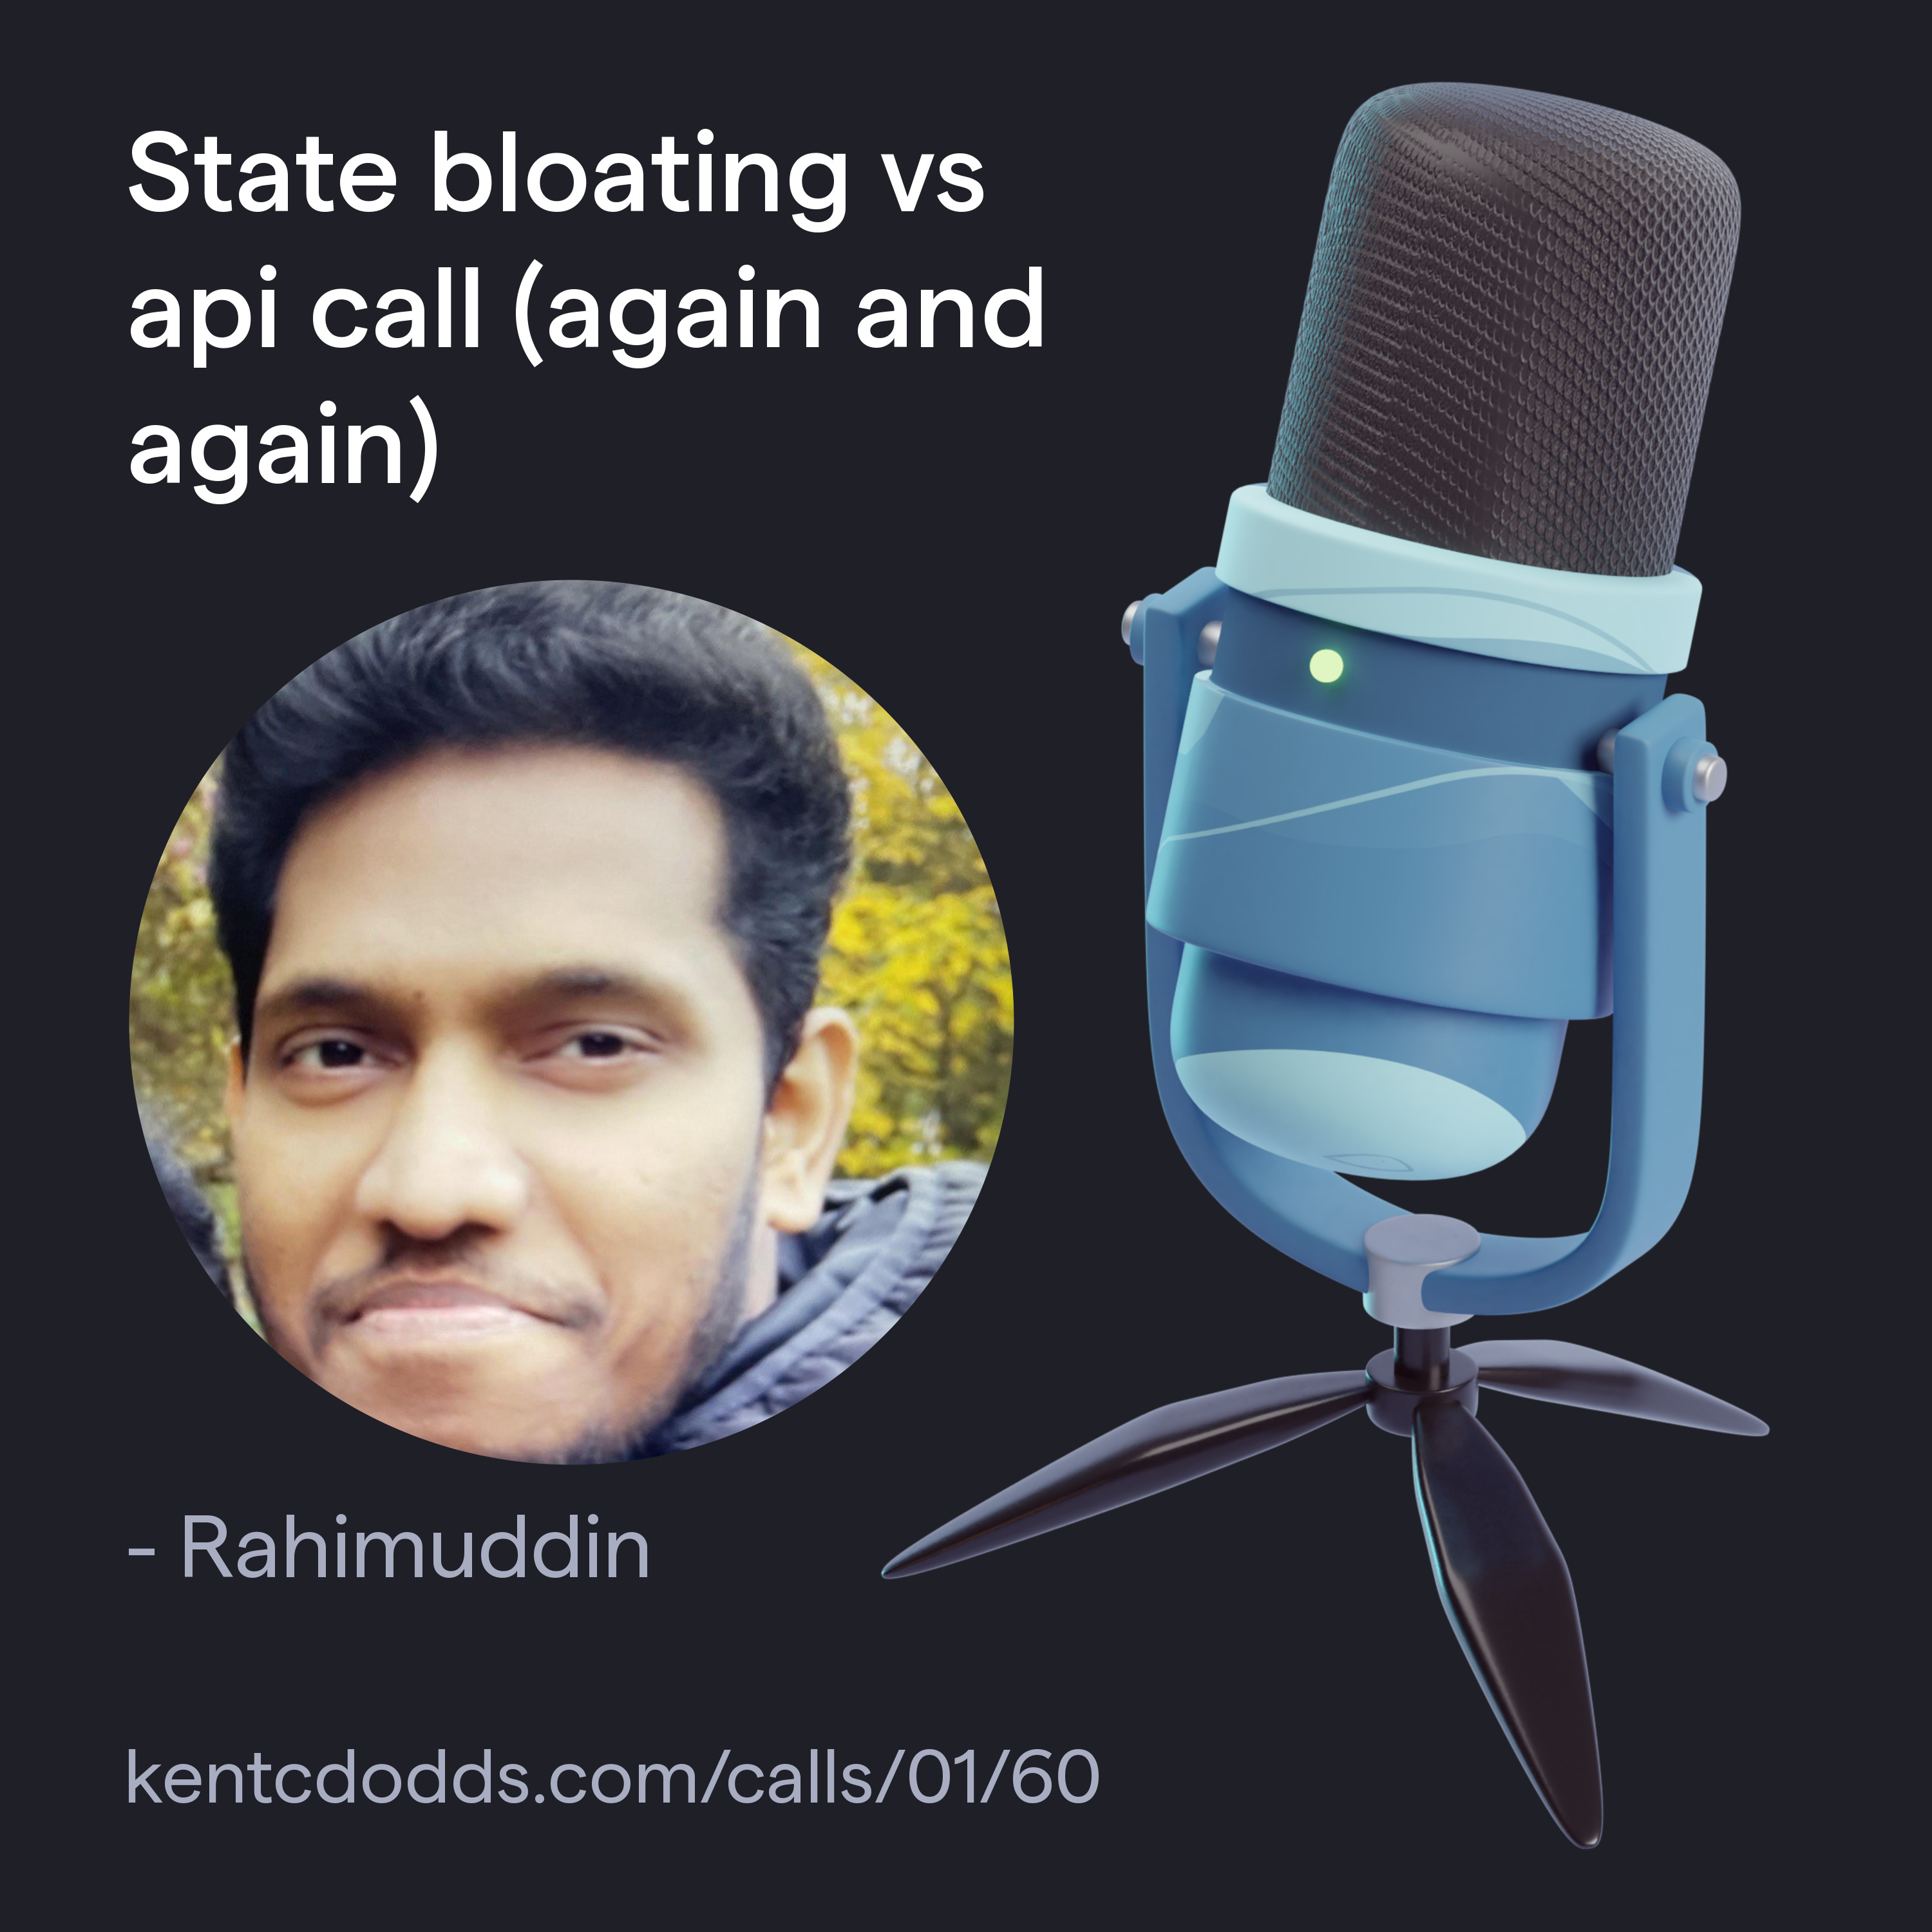 State bloating vs
api call (again and
again)
- Rahimuddin
kentcdodds.com/calls/01/60